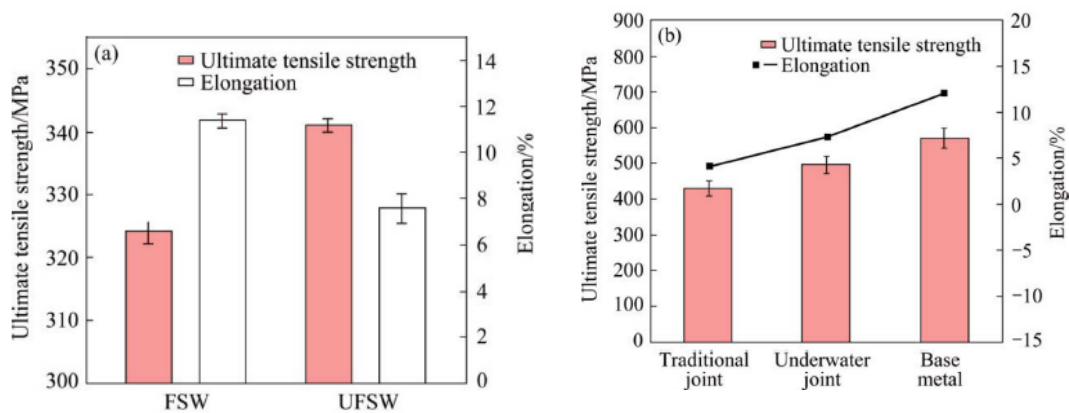 (a)
Ultimate tensile strength
Elongation
Ultimate tensile strength/MPa
350
340
330
320
310
300
14
12
10
8
6
4
2
0
Elongation/%
FSW
UFSW
(b)
Ultimate tensile strength
Elongation
Ultimate tensile strength/MPa
900
800
700
600
500
400
300
200
100
0
20
15
10
5
0
−5
−10
−15
Elongation/%
Traditional
joint
Underwater
joint
Base
metal